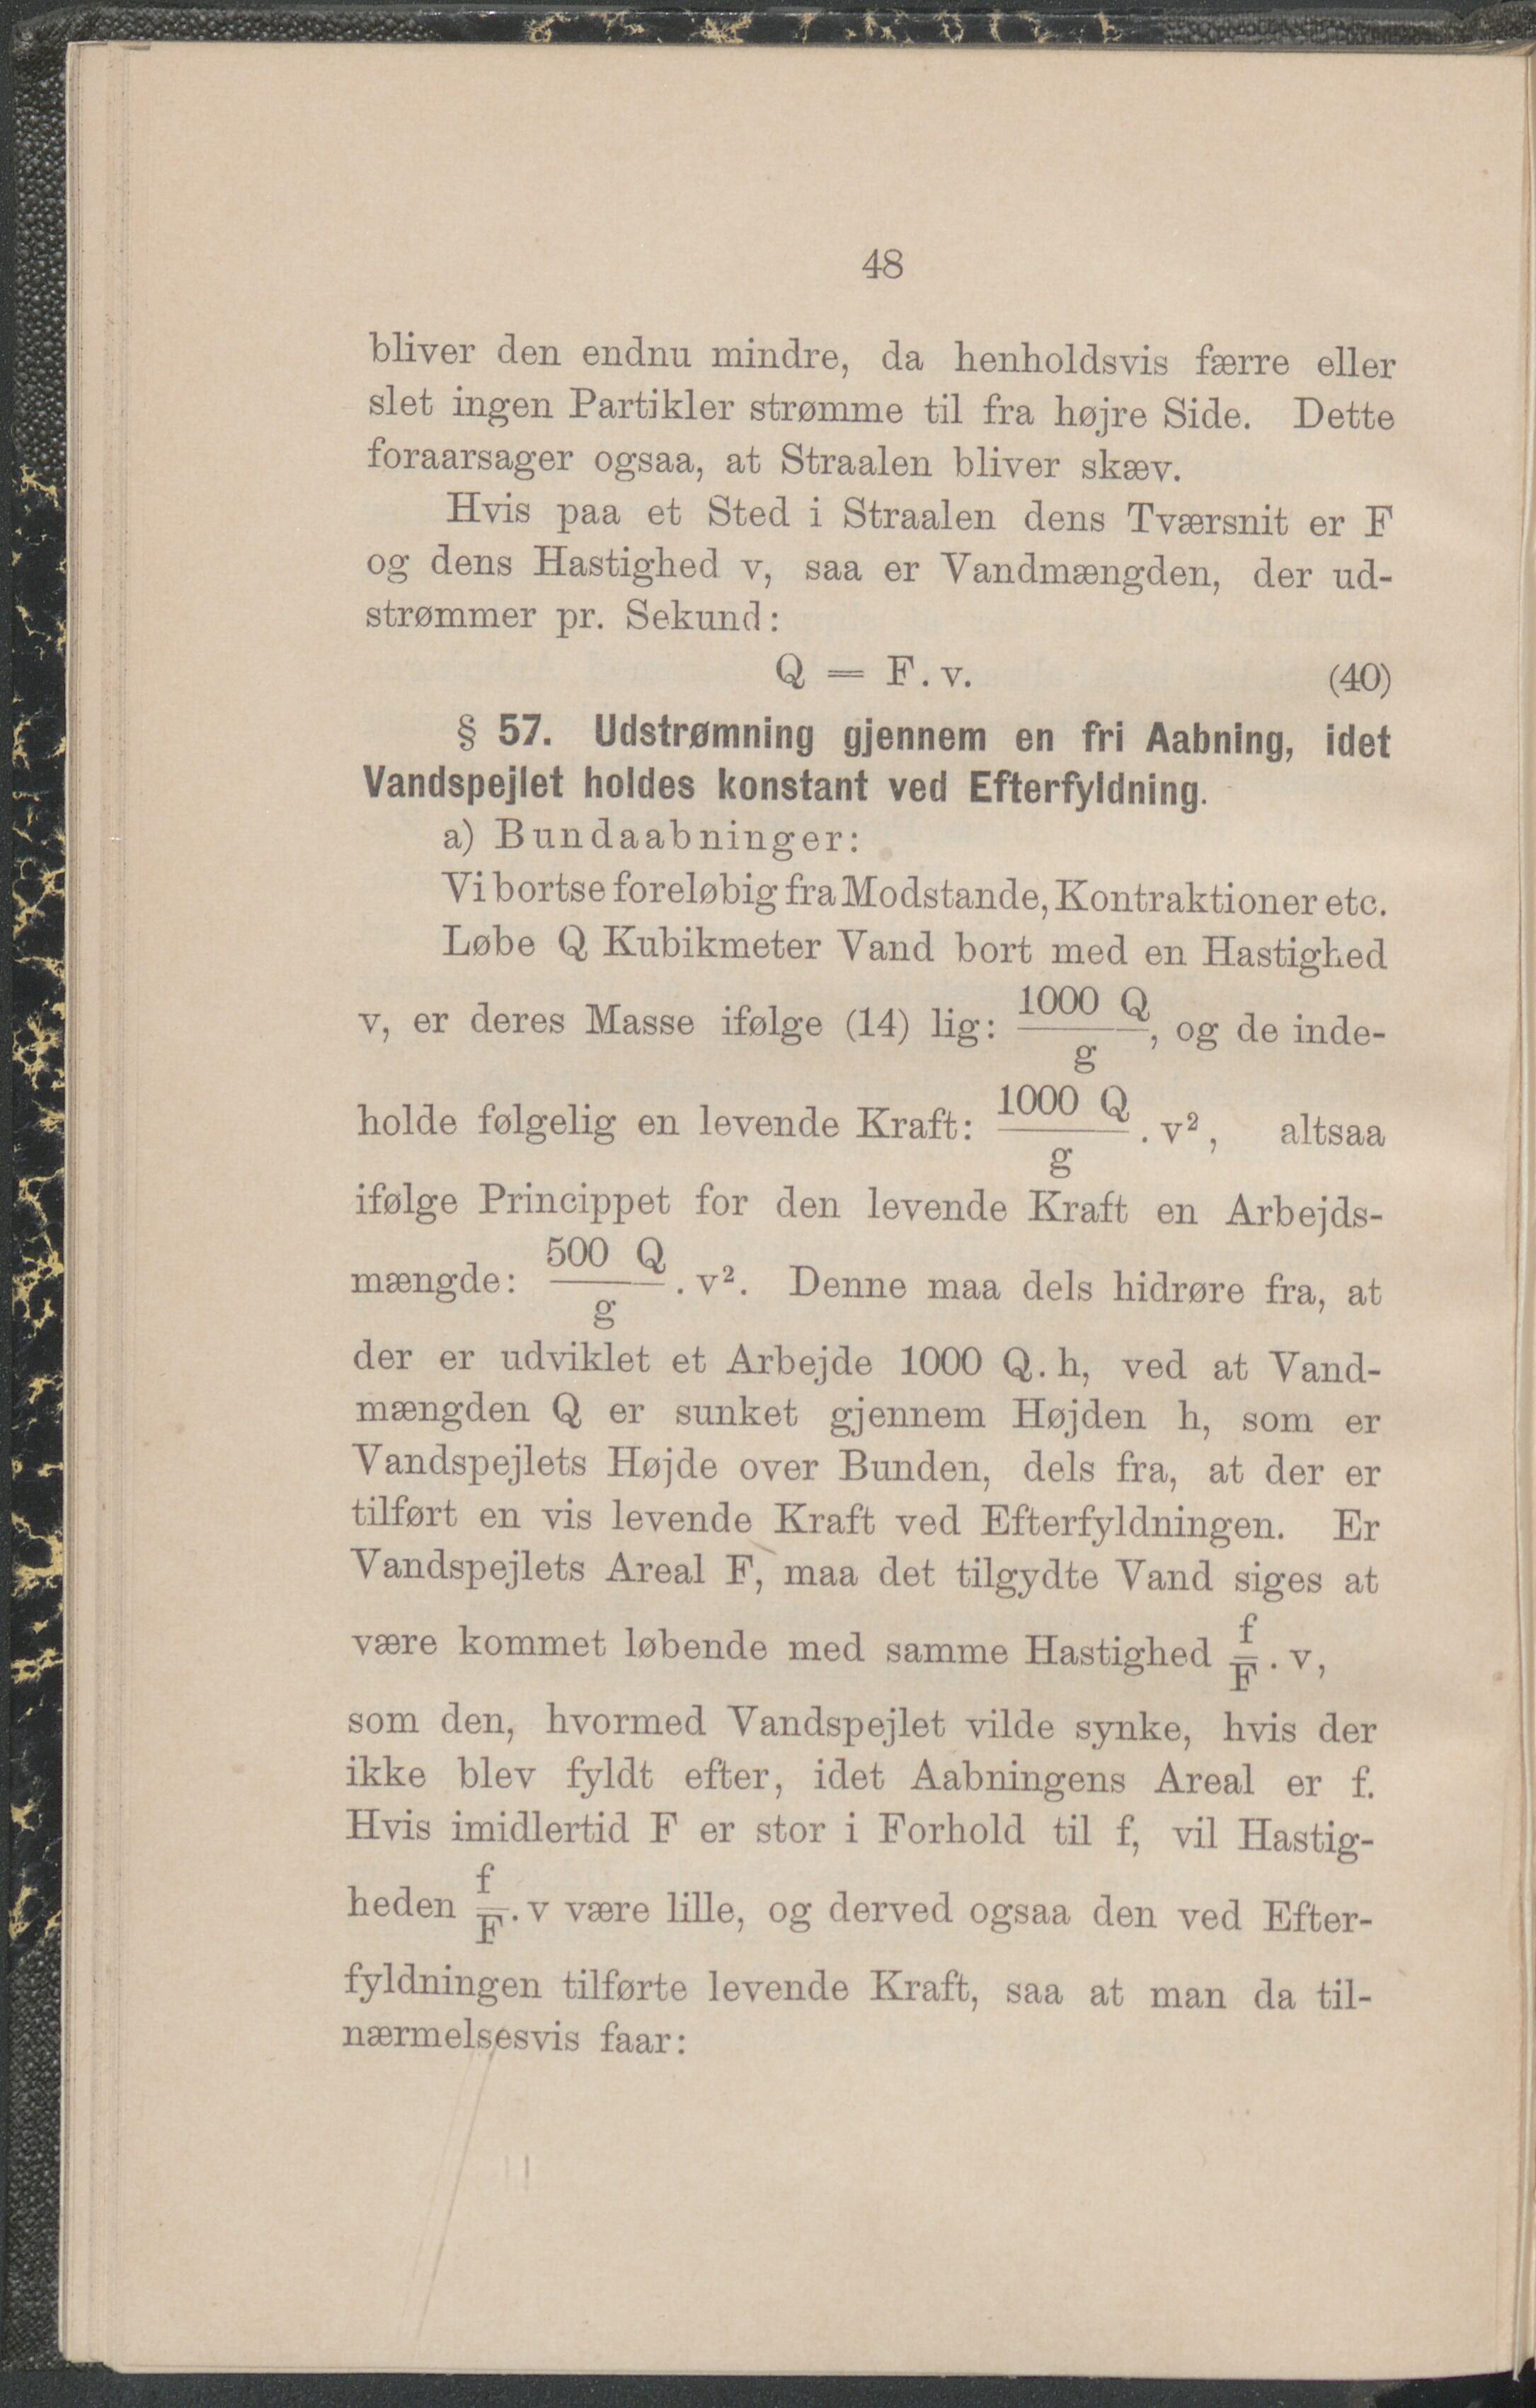 48
bliver den endnu mindre, da henholdsvis færre eller
slet ingen Partikler strømme til fra højre Side. Dette
foraarsager ogsaa, at Straalen bliver skæv.
Hvis paa et Sted i Straalen dens Tværsnit er F
og dens Hastighed v, saa er Vandmængden, der ud-
strømmer pr. Sekund:
Q = F. v. (40)
§ 57. Udstrømning gjennem en fri Aabning, idet
Vandspejlet holdes konstant ved Efterfyldning.
a) Bundaabninger:
Vi bortse foreløbig fra Modstande, Kontraktioner etc.
Løbe Q Kubikmeter Vand bort med en Hastighed
v, er deres Masse ifølge (14) lig: 1000 Q/g, og de inde-
holde følgelig en levende Kraft: 1000 Q/g . v², altsaa
ifølge Princippet for den levende Kraft en Arbejds-
mængde: 500 Q/g . v². Denne maa dels hidrøre fra, at
der er udviklet et Arbejde 1000 Q. h, ved at Vand-
mængden Q er sunket gjennem Højden h, som er
Vandspejlets Højde over Bunden, dels fra, at der er
tilført en vis levende Kraft ved Efterfyldningen. Er
Vandspejlets Areal F, maa det tilgydte Vand siges at
være kommet løbende med samme Hastighed f/F . v,
som den, hvormed Vandspejlet vilde synke, hvis der
ikke blev fyldt efter, idet Aabningens Areal er f.
Hvis imidlertid F er stor i Forhold til f, vil Hastig-
heden f/F . v være lille, og derved ogsaa den ved Efter-
fyldningen tilførte levende Kraft, saa at man da til-
nærmelsesvis faar: